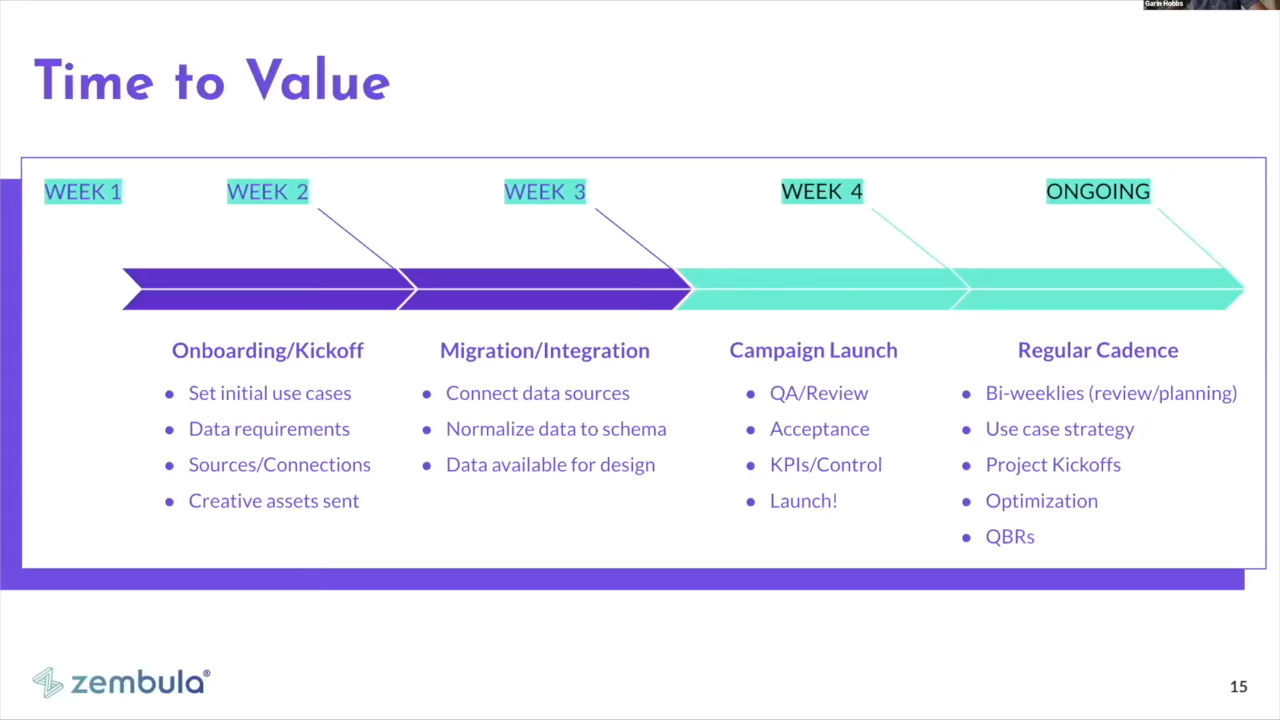 Garin Hobbs
Time to Value
WEEK 1
WEEK 2
WEEK 3
WEEK 4
ONGOING
Onboarding/Kickoff
● Set initial use cases
● Data requirements
● Sources/Connections
● Creative assets sent
Migration/Integration
● Connect data sources
● Normalize data to schema
● Data available for design
Campaign Launch
● QA/Review
● Acceptance
● KPIs/Control
● Launch!
Regular Cadence
● Bi-weeklies (review/planning)
● Use case strategy
● Project Kickoffs
● Optimization
● QBRs
zembula®
15